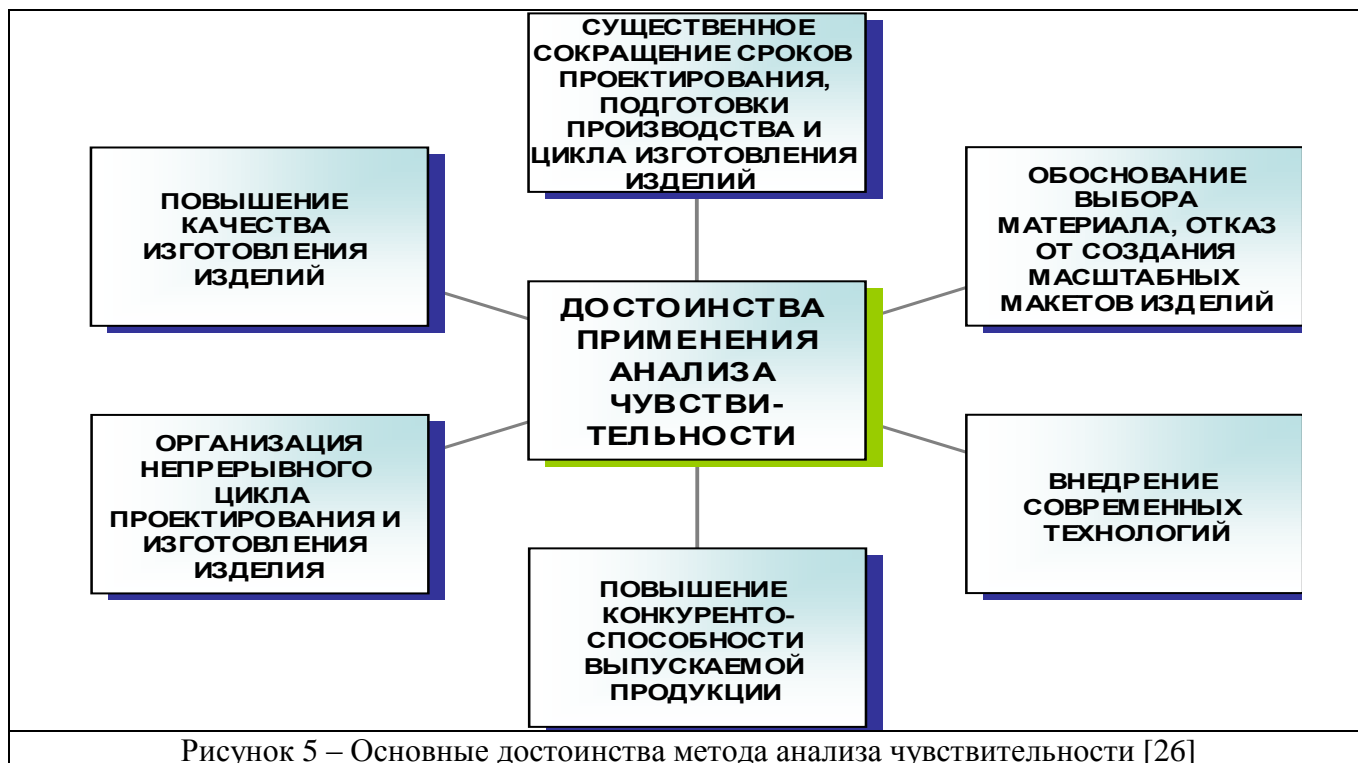 СУЩЕСТВЕННОЕ
СОКРАЩЕНИЕ СРОКОВ
ПРОЕКТИРОВАНИЯ,
ПОДГОТОВКИ
ПРОИЗВОДСТВА И
ЦИКЛА ИЗГОТОВЛЕНИЯ
ИЗДЕЛИЙ
ПОВЫШЕНИЕ
КАЧЕСТВА
ИЗГОТОВЛЕНИЯ
ИЗДЕЛИЙ
ОБОСНОВАНИЕ
ВЫБОРА
МАТЕРИАЛА, ОТКАЗ
ОТ СОЗДАНИЯ
МАСШТАБНЫХ
МАКЕТОВ ИЗДЕЛИЙ
ДОСТОИНСТВА
ПРИМЕНЕНИЯ
АНАЛИЗА
ЧУВСТВИ-
ТЕЛЬНОСТИ
ОРГАНИЗАЦИЯ
НЕПРЕРЫВНОГО
ЦИКЛА
ПРОЕКТИРОВАНИЯ И
ИЗГОТОВЛЕНИЯ
ИЗДЕЛИЯ
ВНЕДРЕНИЕ
СОВРЕМЕННЫХ
ТЕХНОЛОГИЙ
ПОВЫШЕНИЕ
КОНКУРЕНТО-
СПОСОБНОСТИ
ВЫПУСКАЕМОЙ
ПРОДУКЦИИ
Рисунок 5 – Основные достоинства метода анализа чувствительности [26]